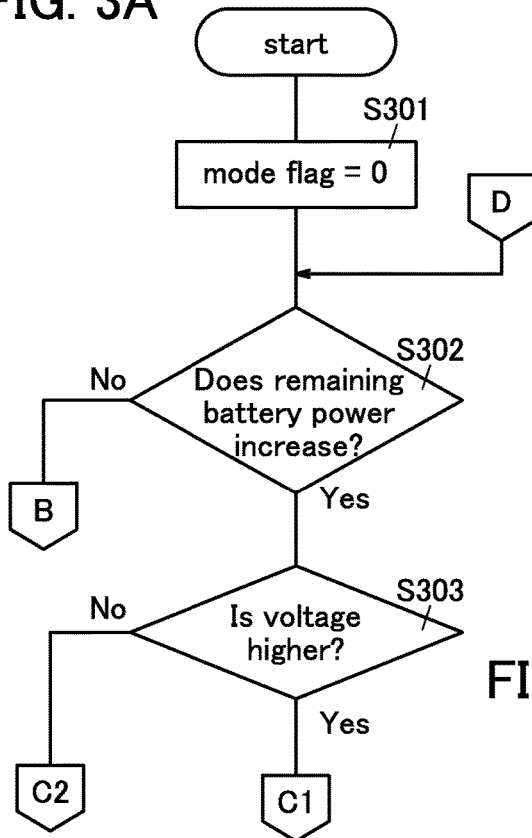 FIG. 3A
start
S301
mode flag = 0
D
S302
No
Does remaining
battery power
increase?
Yes
B
S303
No
Is voltage
higher?
Yes
FI
C2
C1